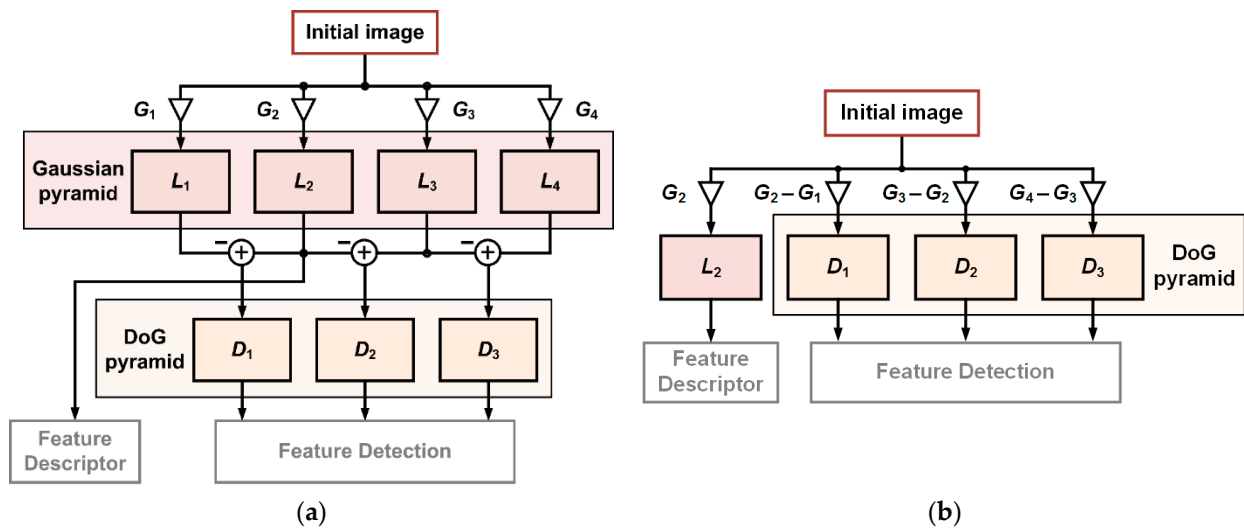 Initial image
G1 G2 G3 G4
Gaussian
pyramid
L1 L2 L3 L4
− + − + − +
DoG
pyramid
D1 D2 D3
Feature
Descriptor
Feature Detection
(a)
Initial image
G2 G2 – G1 G3 – G2 G4 – G3
L2 D1 D2 D3
DoG
pyramid
Feature
Descriptor
Feature Detection
(b)